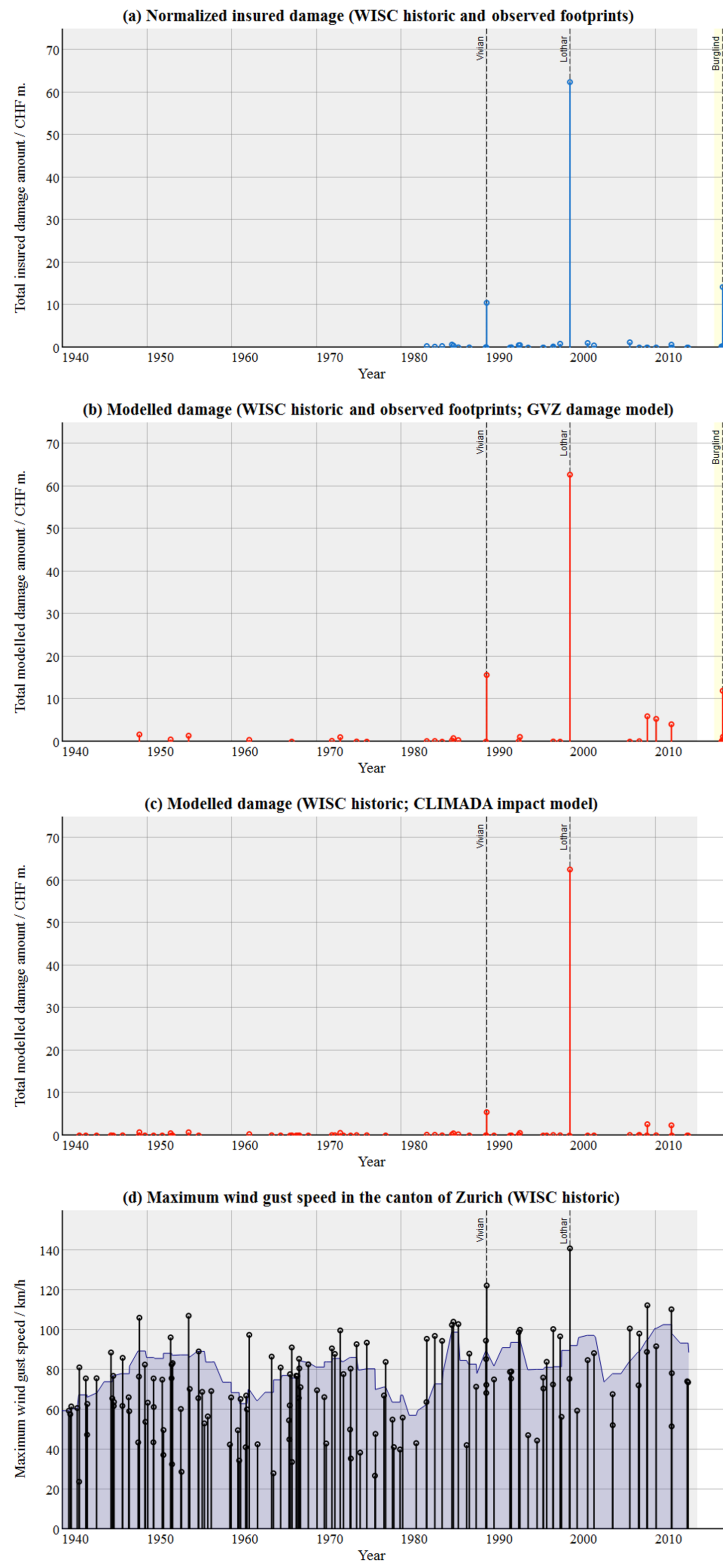 (a) Normalized insured damage (WISC historic and observed footprints)
Total insured damage amount / CHF m.
70
60
50
40
30
20
10
0
Vivian
Lothar
Burglind
1940 1950 1960 1970 1980 1990 2000 2010
Year
(b) Modelled damage (WISC historic and observed footprints; GVZ damage model)
Total modelled damage amount / CHF m.
70
60
50
40
30
20
10
0
Vivian
Lothar
Burglind
1940 1950 1960 1970 1980 1990 2000 2010
Year
(c) Modelled damage (WISC historic; CLIMADA impact model)
Total modelled damage amount / CHF m.
70
60
50
40
30
20
10
0
Vivian
Lothar
1940 1950 1960 1970 1980 1990 2000 2010
Year
(d) Maximum wind gust speed in the canton of Zurich (WISC historic)
Maximum wind gust speed / km/h
140
120
100
80
60
40
20
0
Vivian
Lothar
1940 1950 1960 1970 1980 1990 2000 2010
Year